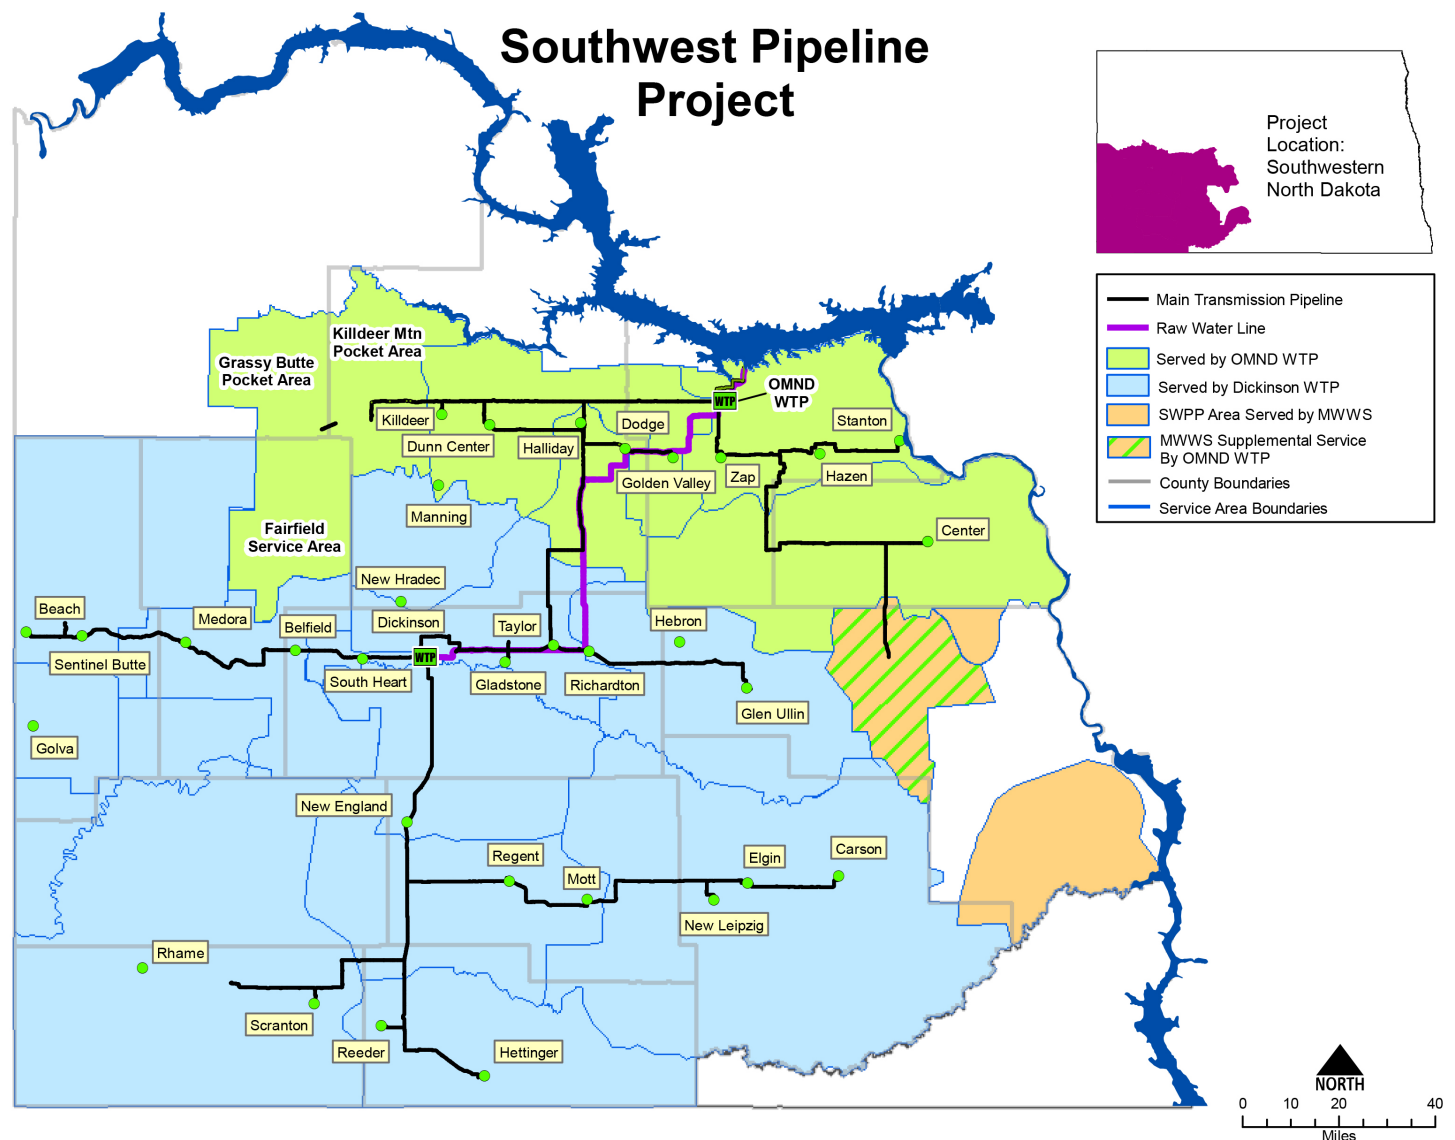 Southwest Pipeline
Project
Project
Location:
Southwestern
North Dakota
Main Transmission Pipeline
Raw Water Line
Served by OMND WTP
Served by Dickinson WTP
SWPP Area Served by MWWS
MWWS Supplemental Service
By OMND WTP
County Boundaries
Service Area Boundaries
Killdeer Mtn
Pocket Area
Grassy Butte
Pocket Area
OMND
WTP
WTP
Killdeer
Dunn Center
Halliday
Dodge
Golden Valley
Zap
Hazen
Stanton
Manning
Center
Fairfield
Service Area
New Hradec
Beach
Medora
Belfield
Dickinson
Taylor
Hebron
WTP
Sentinel Butte
South Heart
Gladstone
Richardton
Glen Ullin
Golva
New England
Regent
Mott
Elgin
Carson
New Leipzig
Rhame
Scranton
Reeder
Hettinger
NORTH
0 10 20 40
Miles